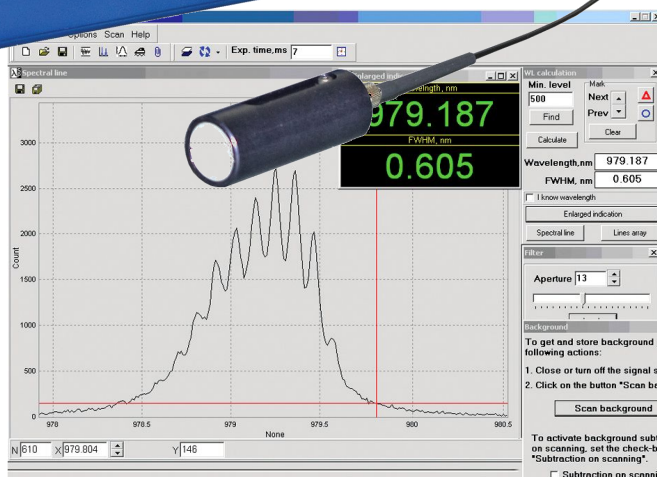 Options Scan Help
Exp. time,ms 7
Spectral line
Enlarged indi
length, nm
979.187
FWHM, nm
0.605
3000
2500
2000
1500
1000
500
0
Count
978 978.5 979 979.5 980 980.5
None
N 610 X 979.804 Y 146
WL calculation
Min. level
500
Find
Calculate
Mark
Next
Prev
Clear
Wavelength,nm 979.187
FWHM, nm 0.605
I know wavelength
Enlarged indication
Spectral line Lines array
Filter
Aperture 13
Background
To get and store background
following actions:
1. Close or turn off the signal s
2. Click on the button "Scan ba
Scan background
To activate background subt
on scanning, set the check-b
"Subtraction on scanning".
Subtraction on scanni